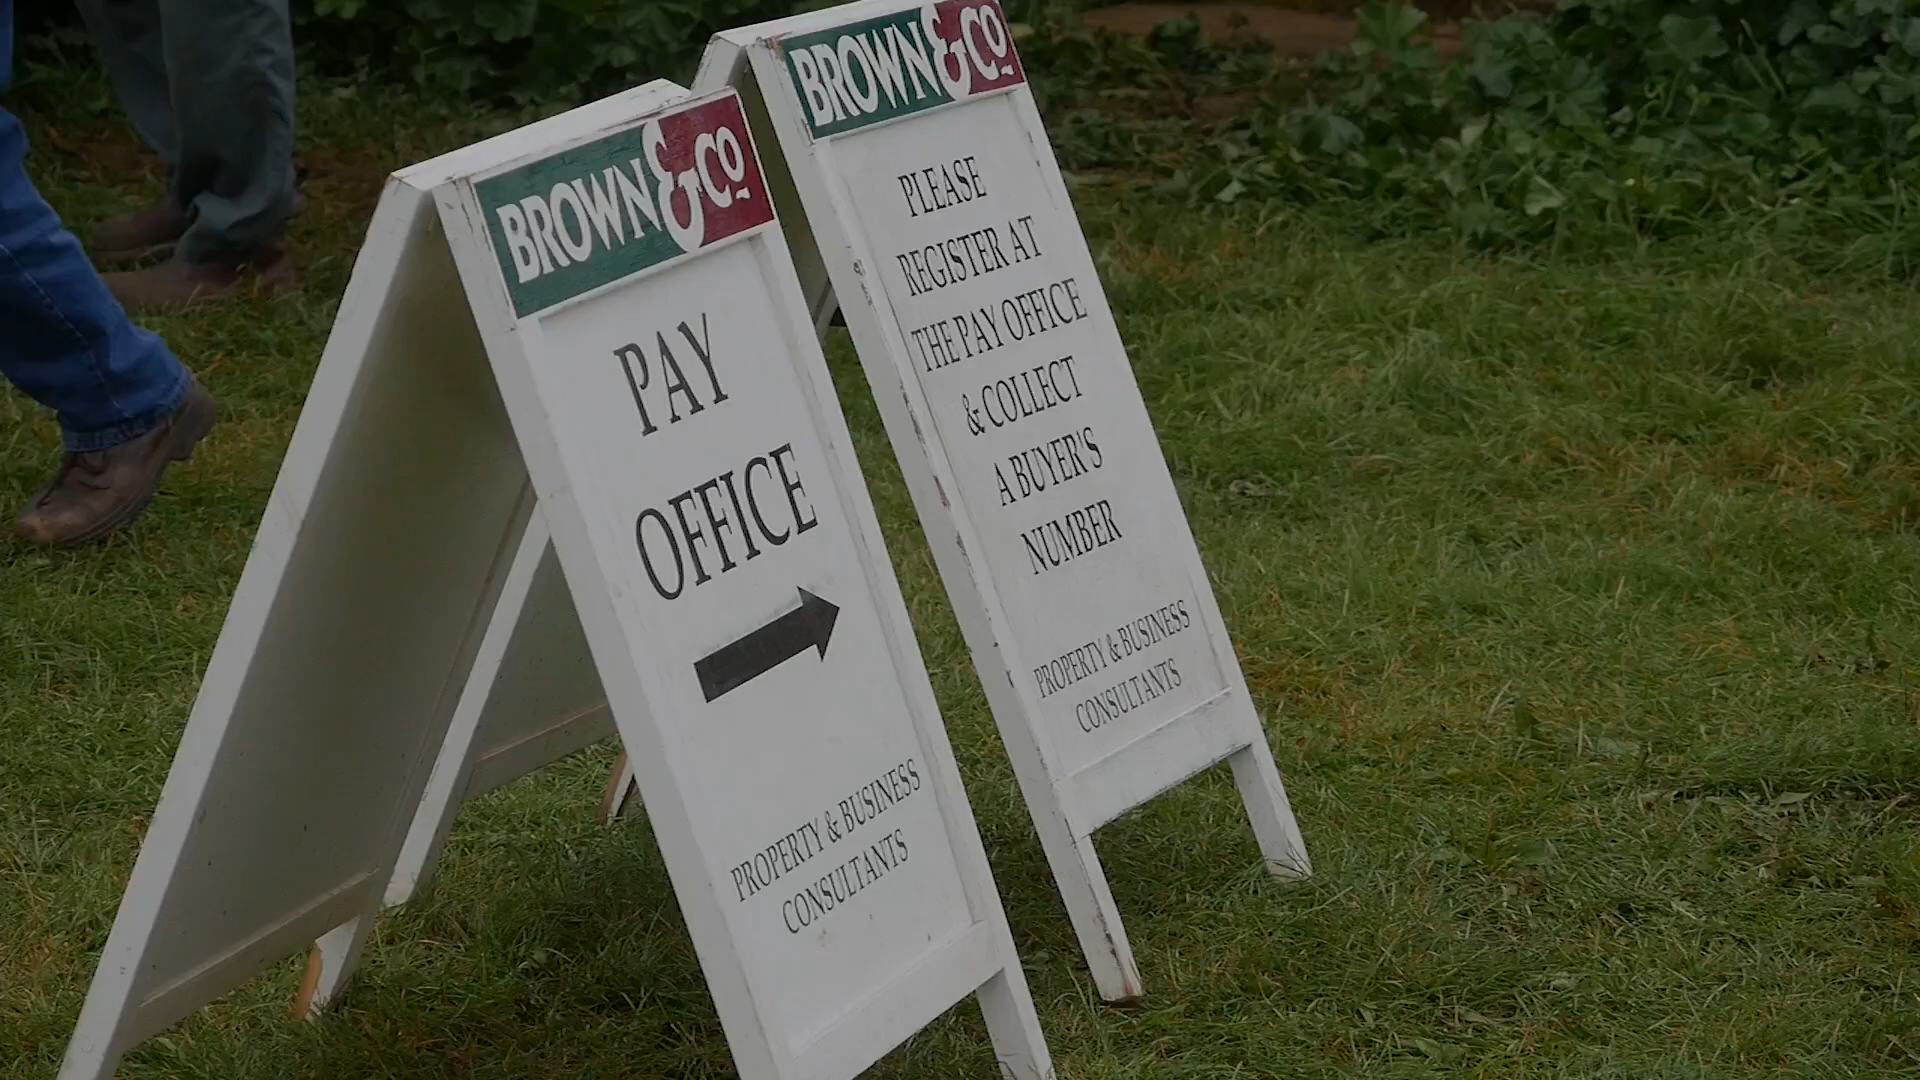 BROWN & CO
PAY
OFFICE
PROPERTY & BUSINESS
CONSULTANTS
BROWN & CO
PLEASE
REGISTER AT
THE PAY OFFICE
& COLLECT
A BUYER'S
NUMBER
PROPERTY & BUSINESS
CONSULTANTS